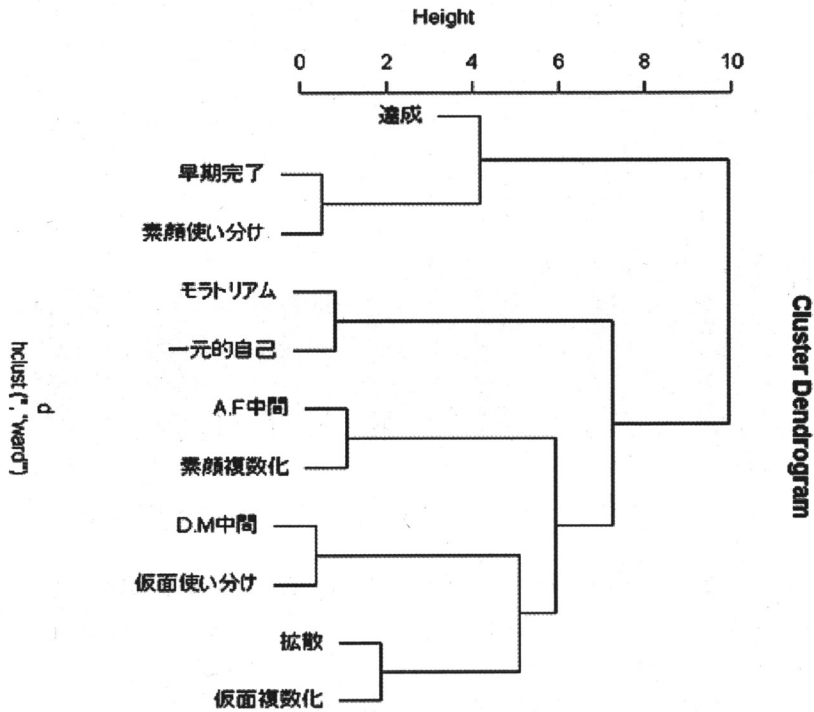 Height
0 2 4 6 8 10
達成
早期完了
素顔使い分け
モラトリアム
一元的自己
A.F中間
素顔複数化
D.M中間
仮面使い分け
拡散
仮面複数化
Cluster Dendrogram
d
hclust (*, "ward")